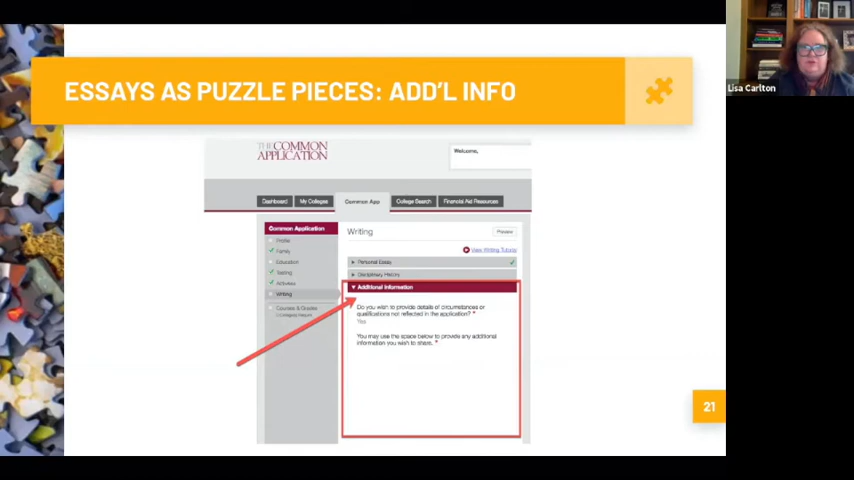 ESSAYS AS PUZZLE PIECES: ADD'L INFO
Lisa Carlton
THE COMMON
APPLICATION
Welcome,
Dashboard
My Colleges
Common App
College Search
Financial Aid Resources
Common Application
Profile
Family
Education
Testing
Activities
Writing
Courses & Grades
Writing
Preview
View Writing Tutorial
Personal Essay
Disciplinary History
Additional Information
Do you wish to provide details of circumstances or
qualifications not reflected in the application? *
Yes
You may use the space below to provide any additional
information you wish to share. *
21